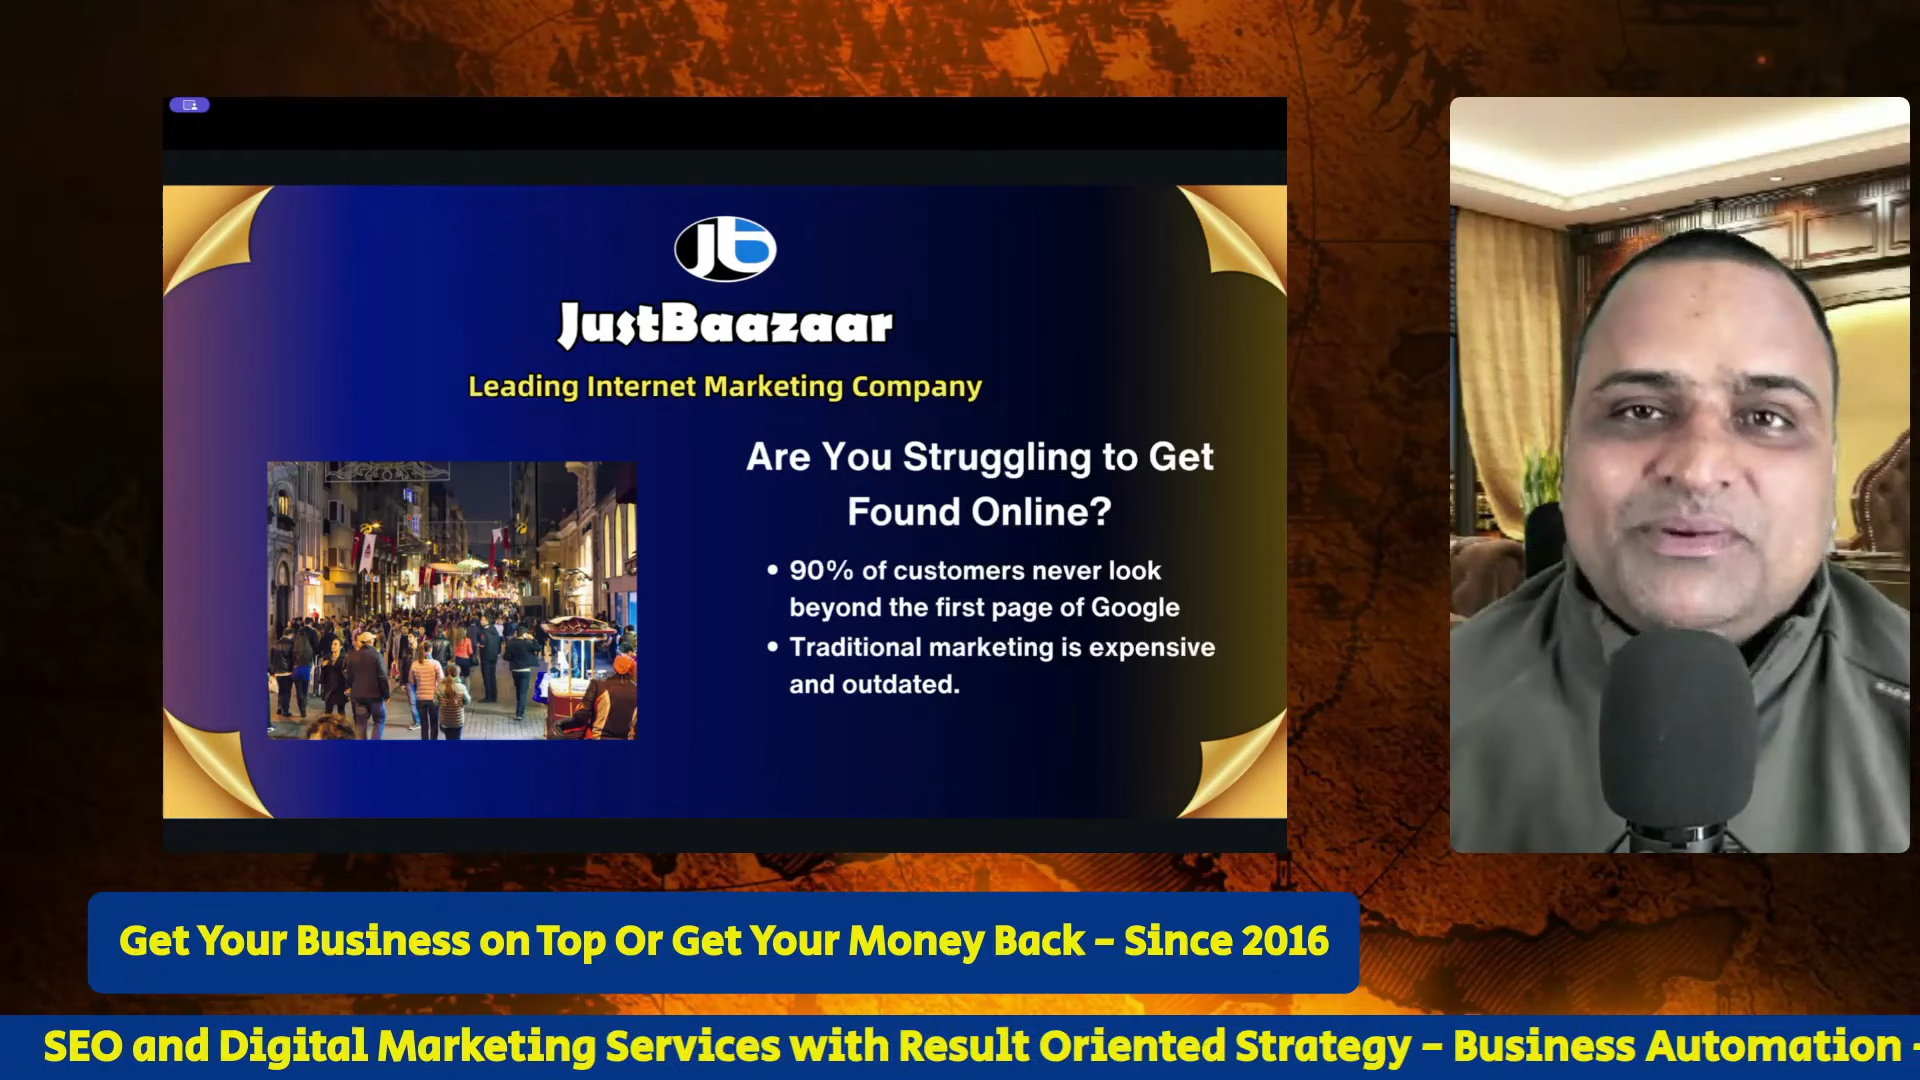 jb
JustBaazaar
Leading Internet Marketing Company
Are You Struggling to Get
Found Online?
• 90% of customers never look
beyond the first page of Google
• Traditional marketing is expensive
and outdated.
Get Your Business on Top Or Get Your Money Back – Since 2016
SEO and Digital Marketing Services with Result Oriented Strategy – Business Automation -